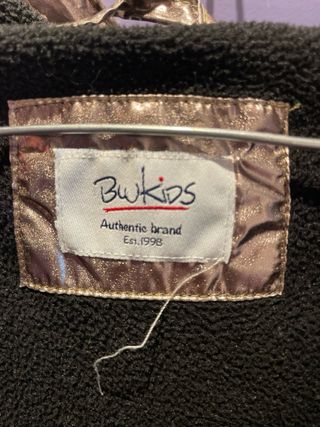 BWKIDS
Authentic brand
Est. 1998